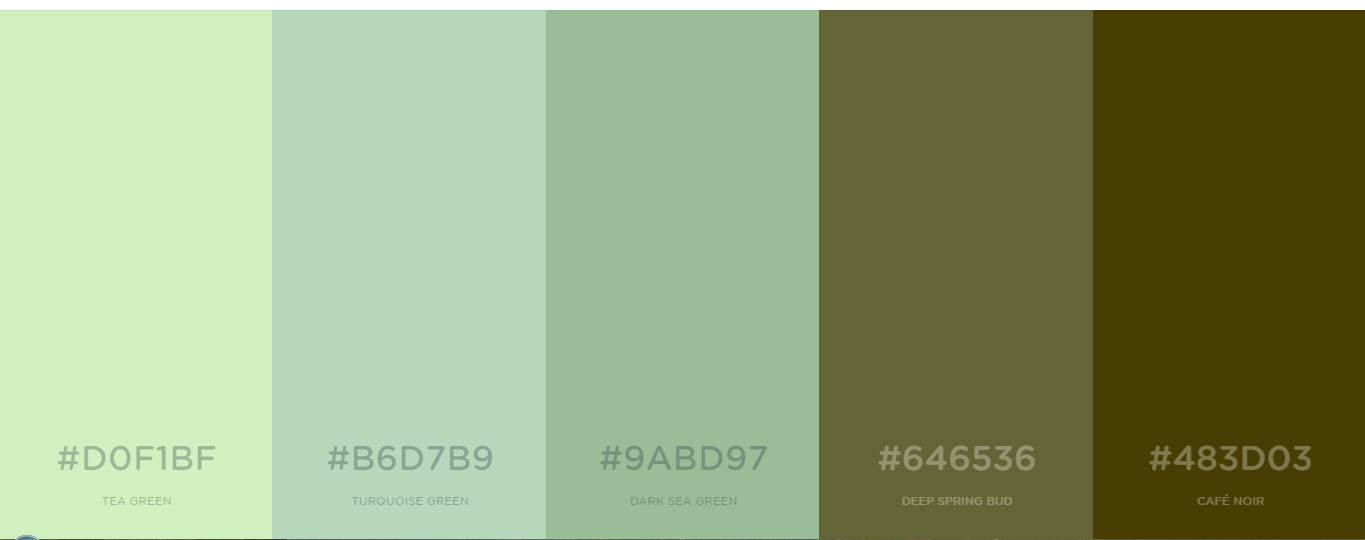 #D0F1BF
TEA GREEN
#B6D7B9
TURQUOISE GREEN
#9ABD97
DARK SEA GREEN
#646536
DEEP SPRING BUD
#483D03
CAFÉ NOIR